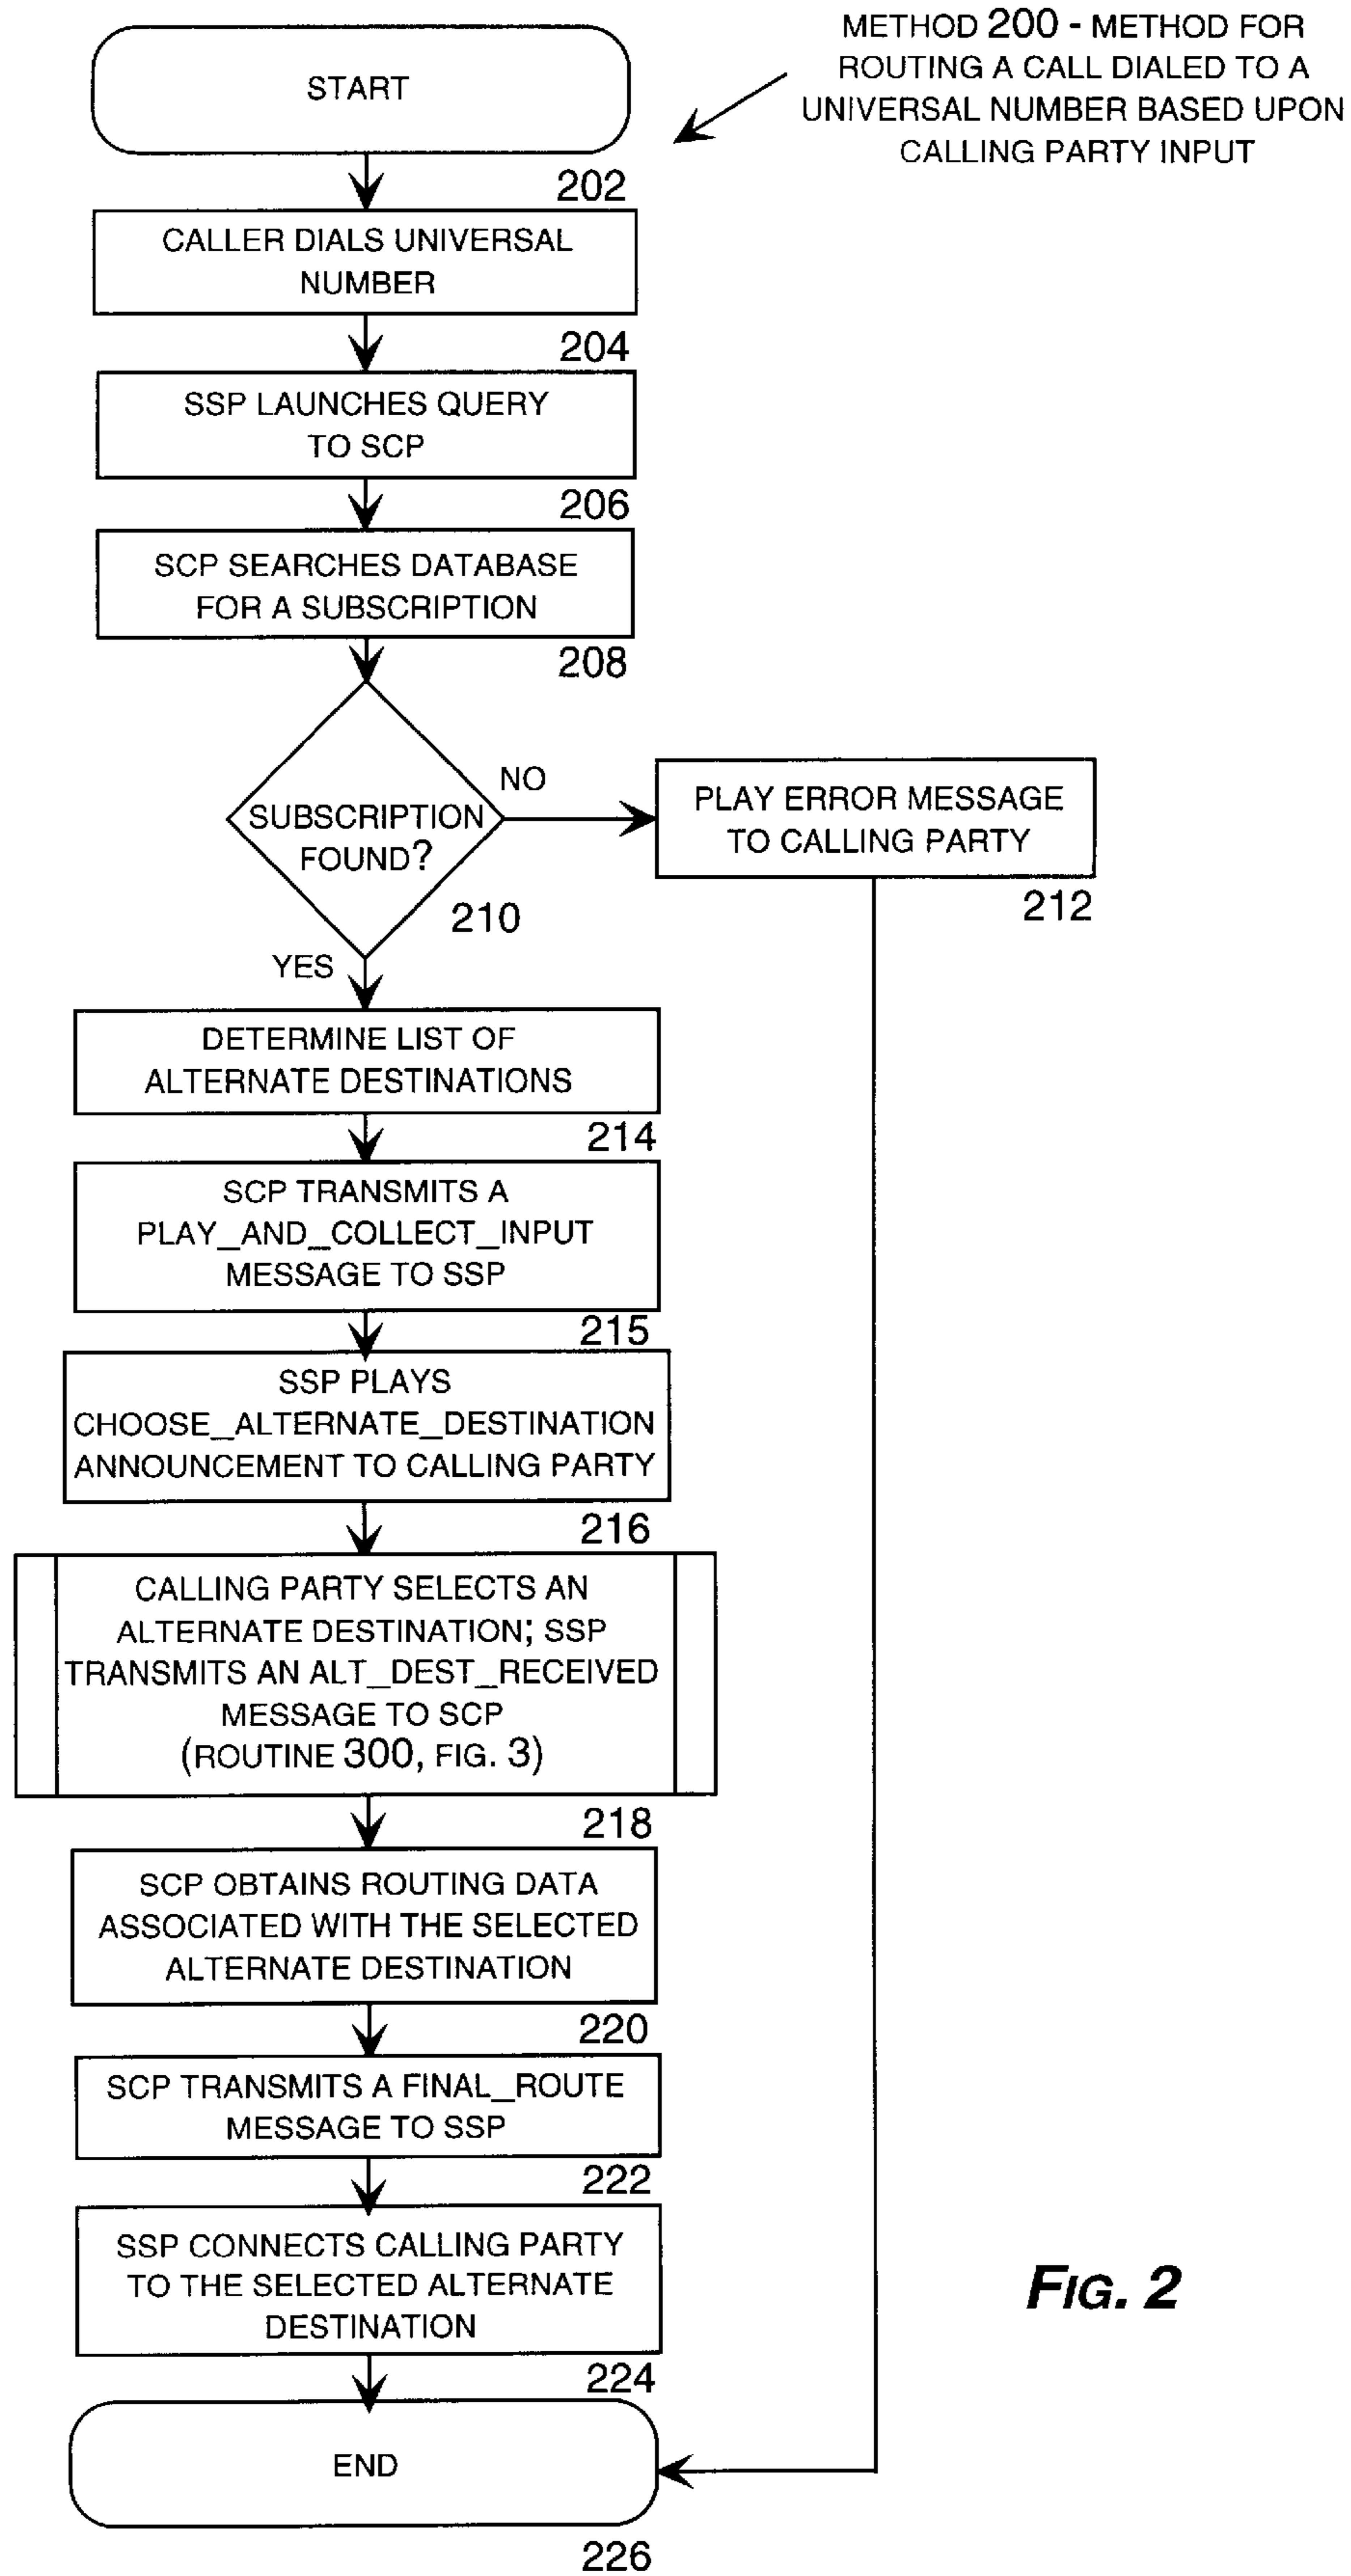 METHOD 200 - METHOD FOR
ROUTING A CALL DIALED TO A
UNIVERSAL NUMBER BASED UPON
CALLING PARTY INPUT
START
202
CALLER DIALS UNIVERSAL
NUMBER
204
SSP LAUNCHES QUERY
TO SCP
206
SCP SEARCHES DATABASE
FOR A SUBSCRIPTION
208
SUBSCRIPTION
FOUND?
210
NO
PLAY ERROR MESSAGE
TO CALLING PARTY
212
YES
DETERMINE LIST OF
ALTERNATE DESTINATIONS
214
SCP TRANSMITS A
PLAY_AND_COLLECT_INPUT
MESSAGE TO SSP
215
SSP PLAYS
CHOOSE_ALTERNATE_DESTINATION
ANNOUNCEMENT TO CALLING PARTY
216
CALLING PARTY SELECTS AN
ALTERNATE DESTINATION; SSP
TRANSMITS AN ALT_DEST_RECEIVED
MESSAGE TO SCP
(ROUTINE 300, FIG. 3)
218
SCP OBTAINS ROUTING DATA
ASSOCIATED WITH THE SELECTED
ALTERNATE DESTINATION
220
SCP TRANSMITS A FINAL_ROUTE
MESSAGE TO SSP
222
SSP CONNECTS CALLING PARTY
TO THE SELECTED ALTERNATE
DESTINATION
224
END
226
FIG. 2